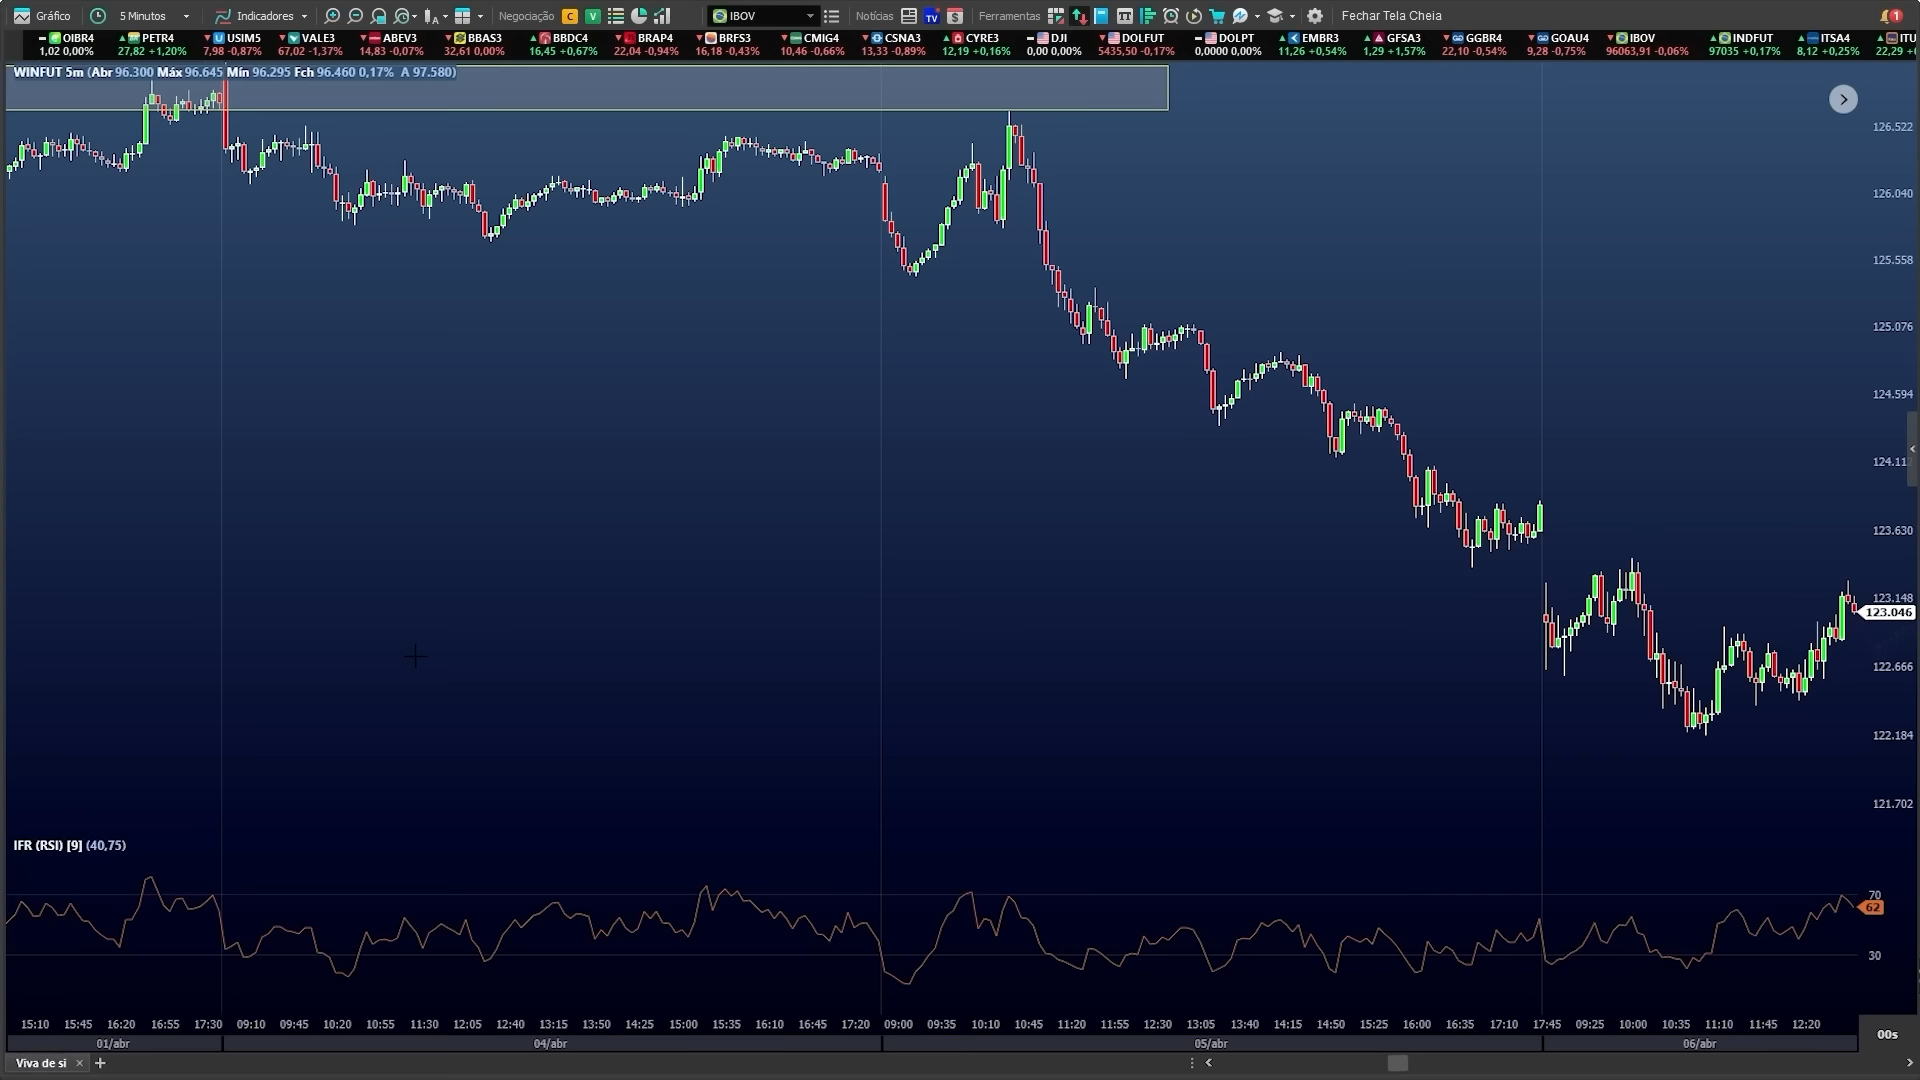 Gráfico 5 Minutos Indicadores Negociação C V IBOV Notícias TV $ Ferramentas Fechar Tela Cheia 1
OIBR4 PETR4 USIM5 VALE3 ABEV3 BBAS3 BBDC4 BRAP4 BRFS3 CMIG4 CSNA3 CYRE3 DJI DOLFUT DOLPT EMBR3 GFSA3 GGBR4 GOAU4 IBOV INDFUT ITSA4 ITU
1,02 0,00% 27,82 +1,20% 7,98 -0,87% 67,02 -1,37% 14,83 -0,07% 32,61 0,00% 16,45 +0,67% 22,04 -0,94% 16,18 -0,43% 10,46 -0,66% 13,33 -0,89% 12,19 +0,16% 0,00 0,00% 5435,50 -0,17% 0,0000 0,00% 11,26 +0,54% 1,29 +1,57% 22,10 -0,54% 9,28 -0,75% 96063,91 -0,06% 97035 +0,17% 8,12 +0,25% 22,29 +0
WINFUT 5m (Abr 96.300 Máx 96.645 Mín 96.295 Fch 96.460 0,17% A 97.580)
126.522
126.040
125.558
125.076
124.594
124.112
123.630
123.148
123.046
122.666
122.184
121.702
IFR (RSI) [9] (40,75)
70
62
30
15:10 15:45 16:20 16:55 17:30 09:10 09:45 10:20 10:55 11:30 12:05 12:40 13:15 13:50 14:25 15:00 15:35 16:10 16:45 17:20 09:00 09:35 10:10 10:45 11:20 11:55 12:30 13:05 13:40 14:15 14:50 15:25 16:00 16:35 17:10 17:45 09:25 10:00 10:35 11:10 11:45 12:20
00s
01/abr 04/abr 05/abr 06/abr
Viva de si